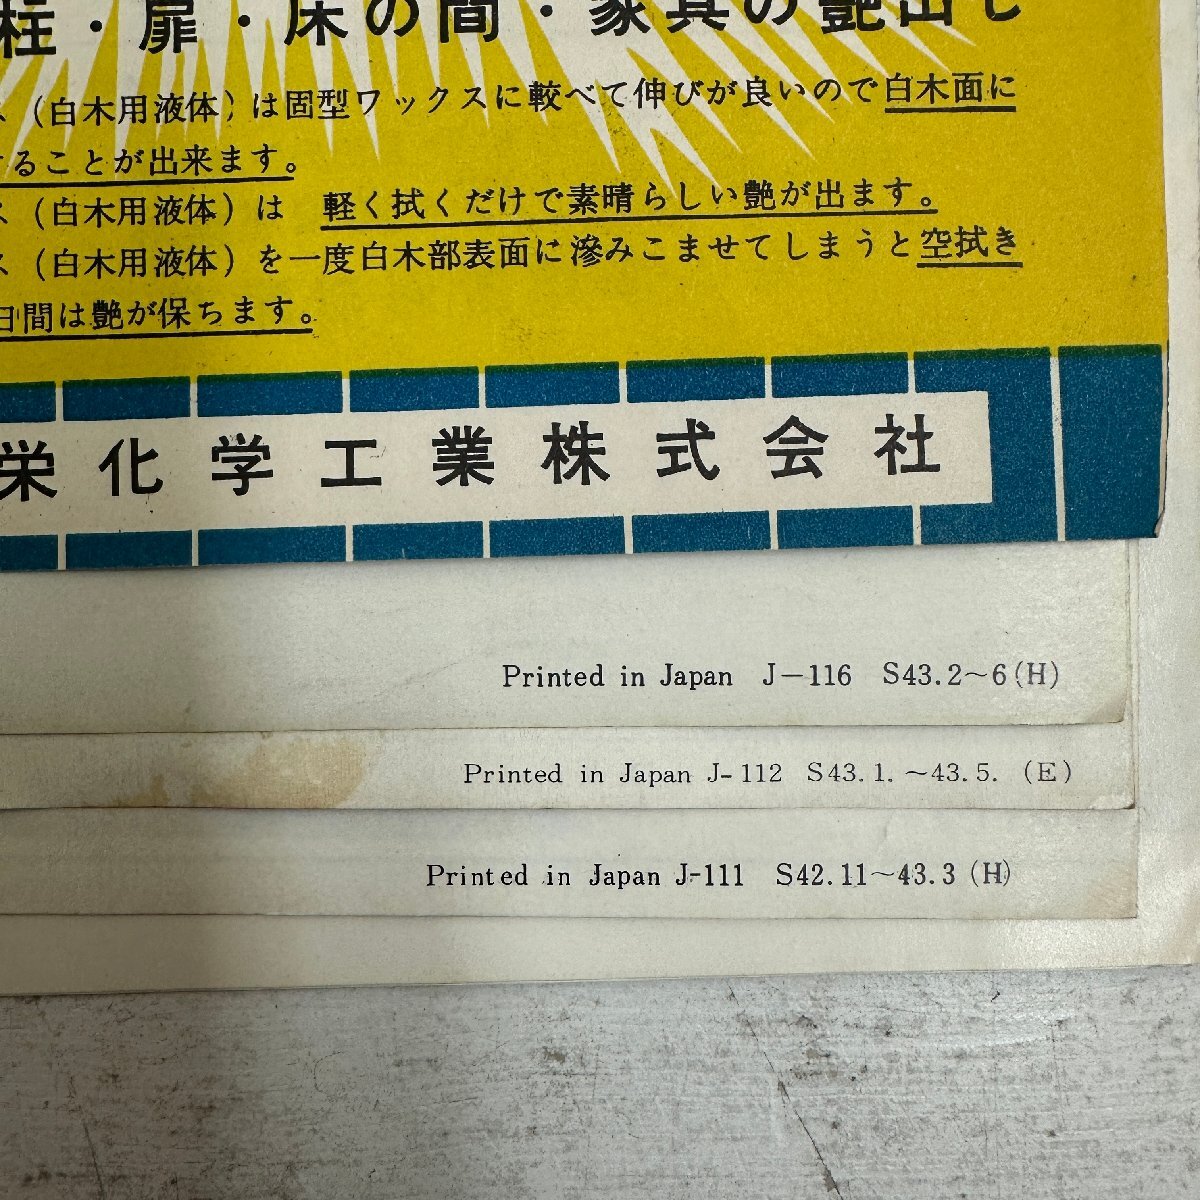 柱・扉・床の間・家具の艶出し
ス（白木用液体）は固型ワックスに較べて伸びが良いので白木面に
けることが出来ます。
ス（白木用液体）は 軽く拭くだけで素晴らしい艶が出ます。
ス（白木用液体）を一度白木部表面に滲みこませてしまうと空拭き
日間は艶が保ちます。
栄化学工業株式会社
Printed in Japan J-116 S43.2~6(H)
Printed in Japan J-112 S43.1.~43.5. (E)
Printed in Japan J-111 S42.11~43.3 (H)